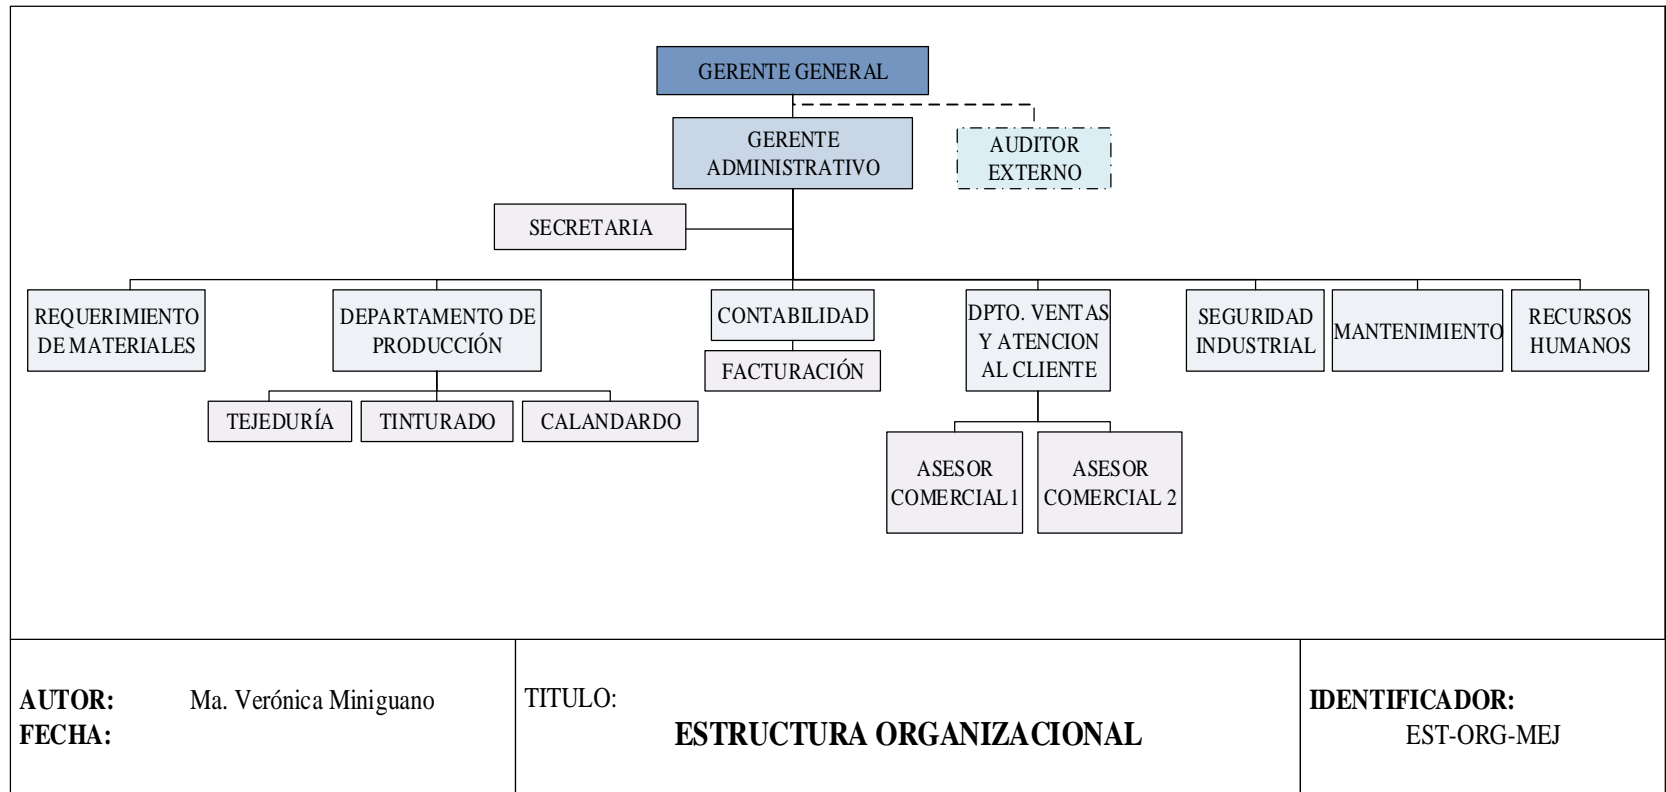 GERENTE GENERAL
GERENTE
ADMINISTRATIVO
AUDITOR
EXTERNO
SECRETARIA
REQUERIMIENTO
DE MATERIALES
DEPARTAMENTO DE
PRODUCCIÓN
CONTABILIDAD
FACTURACIÓN
DPTO. VENTAS
Y ATENCION
AL CLIENTE
SEGURIDAD
INDUSTRIAL
MANTENIMIENTO
RECURSOS
HUMANOS
TEJEDURÍA
TINTURADO
CALANDARDO
ASESOR
COMERCIAL 1
ASESOR
COMERCIAL 2
AUTOR: Ma. Verónica Miniguano
FECHA:
TITULO:
ESTRUCTURA ORGANIZACIONAL
IDENTIFICADOR:
EST-ORG-MEJ